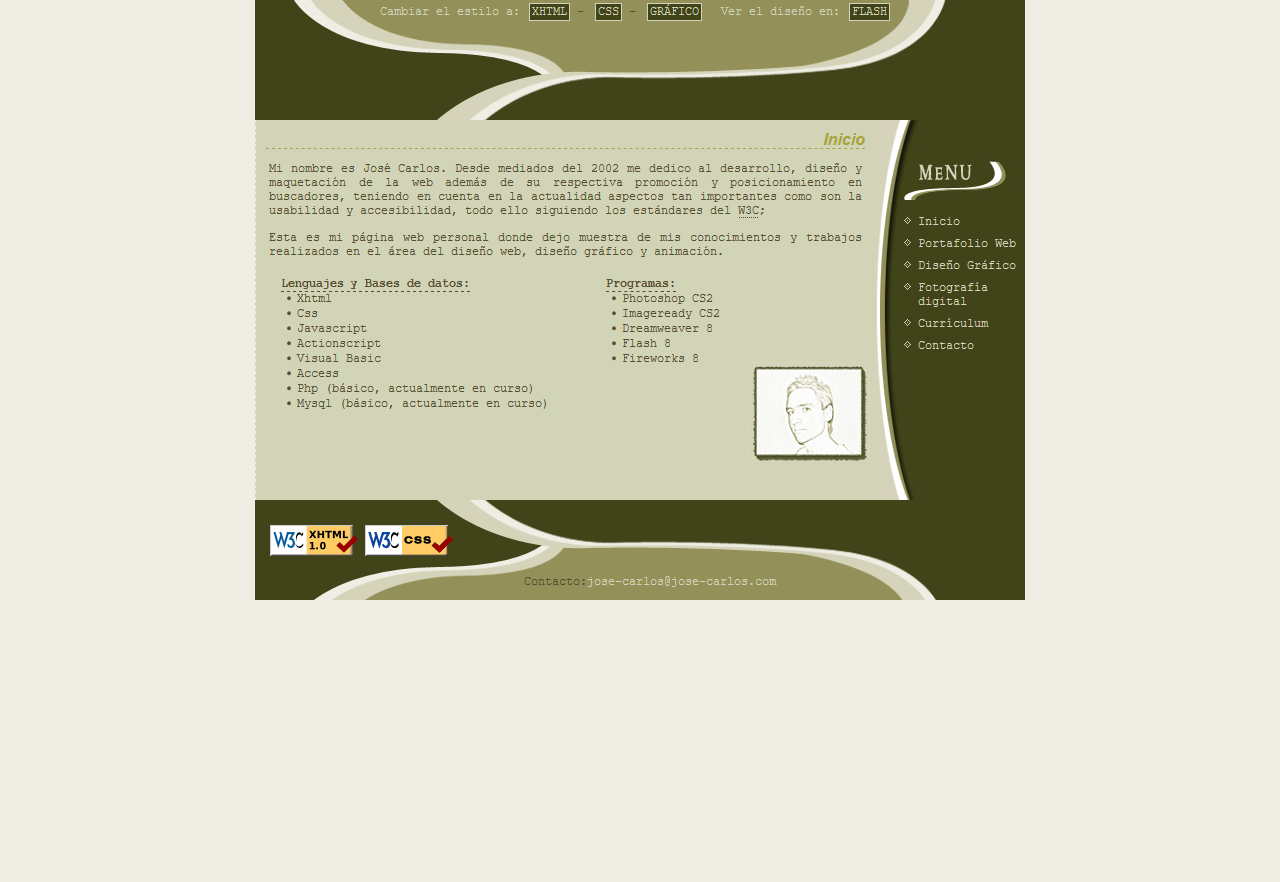 Cambiar el estilo a: XHTML - CSS - GRÁFICO Ver el diseño en: FLASH
Inicio
Mi nombre es José Carlos. Desde mediados del 2002 me dedico al desarrollo, diseño y
maquetación de la web además de su respectiva promoción y posicionamiento en
buscadores, teniendo en cuenta en la actualidad aspectos tan importantes como son la
usabilidad y accesibilidad, todo ello siguiendo los estándares del W3C;
Esta es mi página web personal donde dejo muestra de mis conocimientos y trabajos
realizados en el área del diseño web, diseño gráfico y animación.
Lenguajes y Bases de datos:
Xhtml
Css
Javascript
Actionscript
Visual Basic
Access
Php (básico, actualmente en curso)
Mysql (básico, actualmente en curso)
Programas:
Photoshop CS2
Imageready CS2
Dreamweaver 8
Flash 8
Fireworks 8
MENU
Inicio
Portafolio Web
Diseño Gráfico
Fotografía
digital
Currículum
Contacto
W3C XHTML 1.0
W3C css
Contacto:jose-carlos@jose-carlos.com